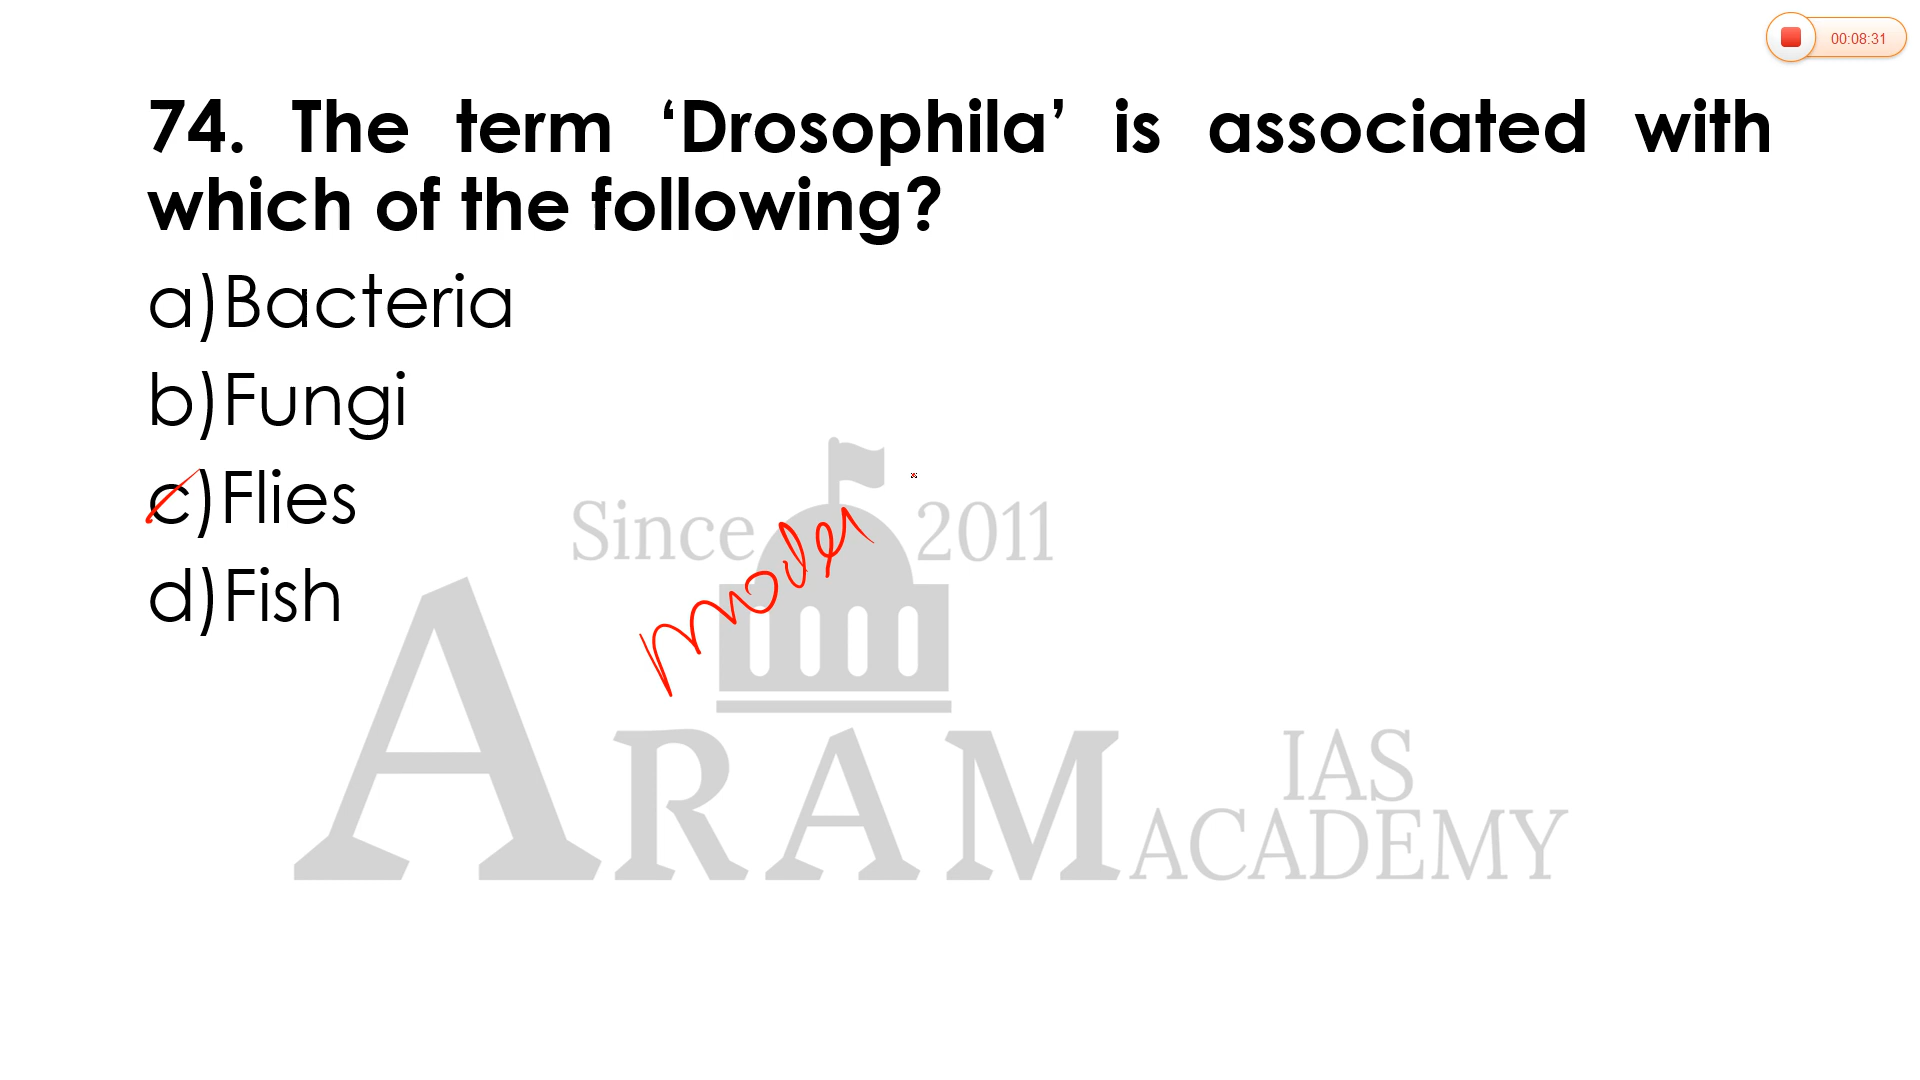 00:08:31
74. The term ‘Drosophila’ is associated with
which of the following?
a)Bacteria
b)Fungi
c)Flies
d)Fish
Since 2011
model
ARAM IAS
ACADEMY